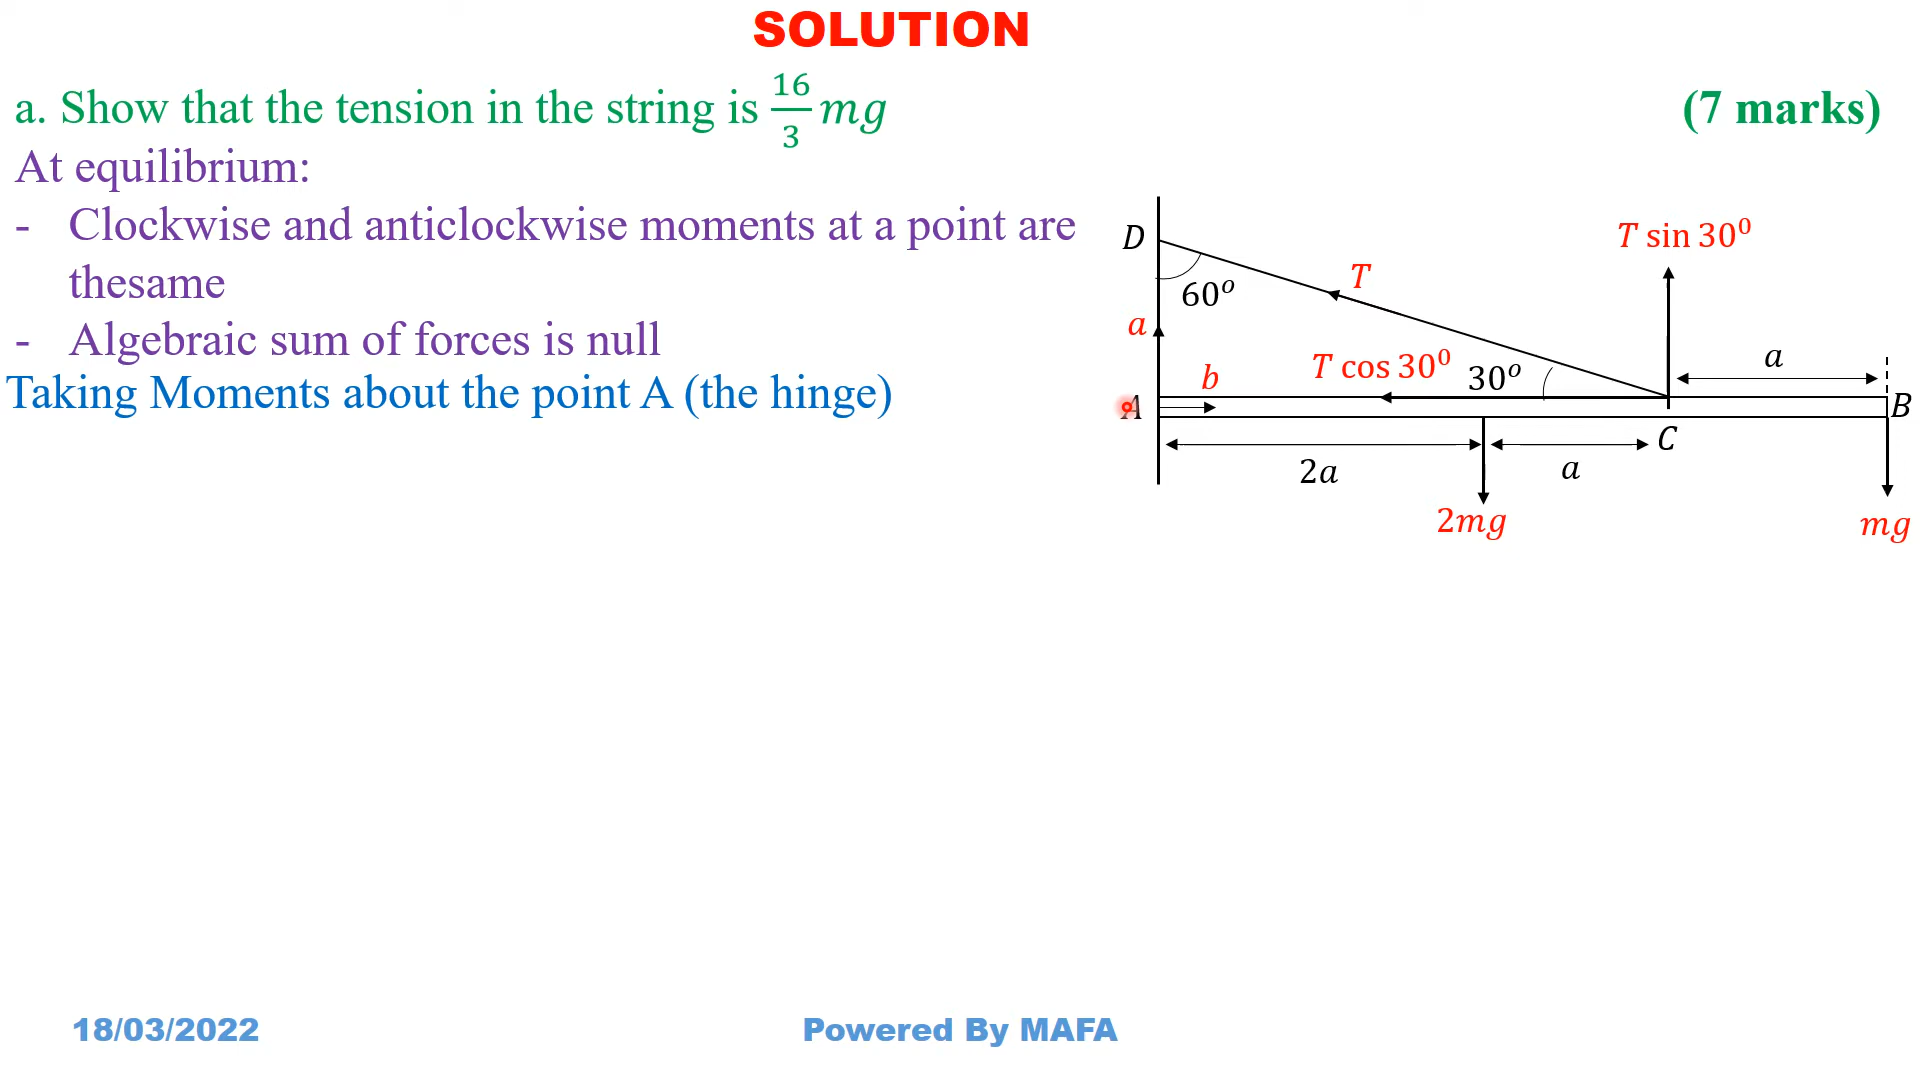 SOLUTION
a. Show that the tension in the string is 16/3 mg (7 marks)
At equilibrium:
- Clockwise and anticlockwise moments at a point are
thesame
- Algebraic sum of forces is null
Taking Moments about the point A (the hinge)
D
60°
T
T sin 30⁰
a
b
T cos 30⁰
30°
a
A
B
C
2a
a
2mg
mg
18/03/2022
Powered By MAFA